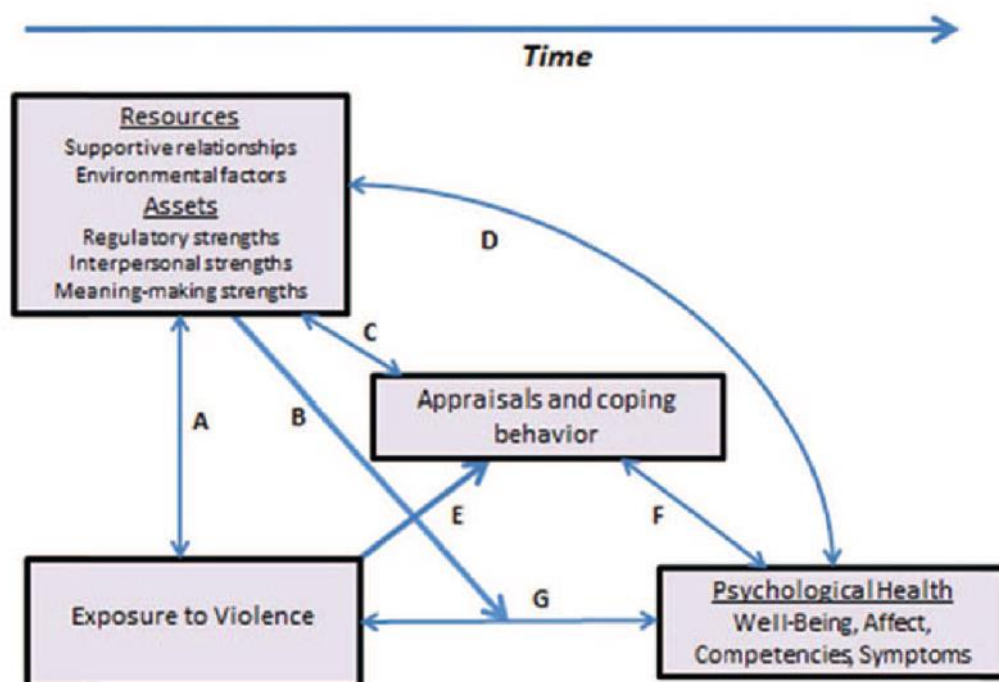 Time
Resources
Supportive relationships
Environmental factors
Assets
Regulatory strengths
Interpersonal strengths
Meaning-making strengths
D
C
Appraisals and coping
behavior
A
B
E
F
Exposure to Violence
G
Psychological Health
Well-Being, Affect,
Competencies, Symptoms